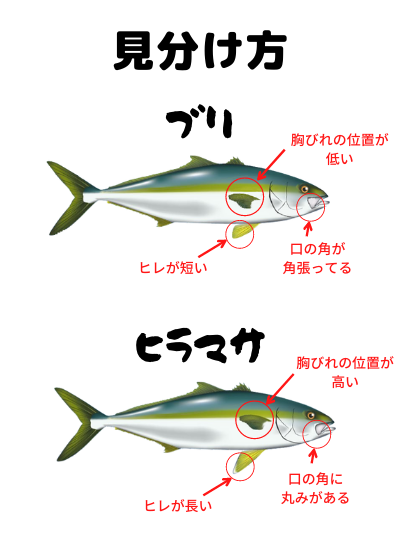 見分け方
ブリ
胸びれの位置が
低い
ヒレが短い
口の角が
角張ってる
ヒラマサ
胸びれの位置が
高い
ヒレが長い
口の角に
丸みがある